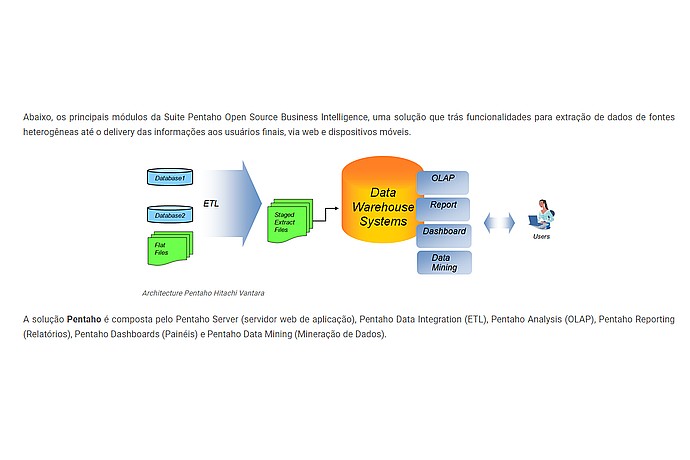 Abaixo, os principais módulos da Suite Pentaho Open Source Business Intelligence, uma solução que trás funcionalidades para extração de dados de fontes
heterogêneas até o delivery das informações aos usuários finais, via web e dispositivos móveis.
Database1
ETL
Database2
Flat
Files
Staged
Extract
Files
Data
Warehouse
Systems
OLAP
Report
Dashboard
Data
Mining
Users
Architecture Pentaho Hitachi Vantara
A solução Pentaho é composta pelo Pentaho Server (servidor web de aplicação), Pentaho Data Integration (ETL), Pentaho Analysis (OLAP), Pentaho Reporting
(Relatórios), Pentaho Dashboards (Painéis) e Pentaho Data Mining (Mineração de Dados).